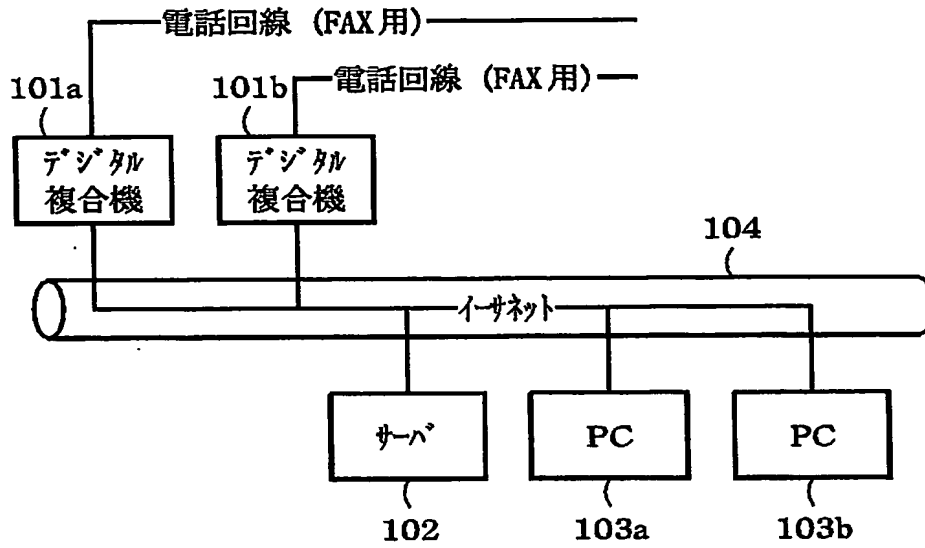 電話回線 (FAX用)
電話回線 (FAX用)
101a
101b
デジタル
複合機
デジタル
複合機
104
イーサネット
サーバ
PC
PC
102
103a
103b